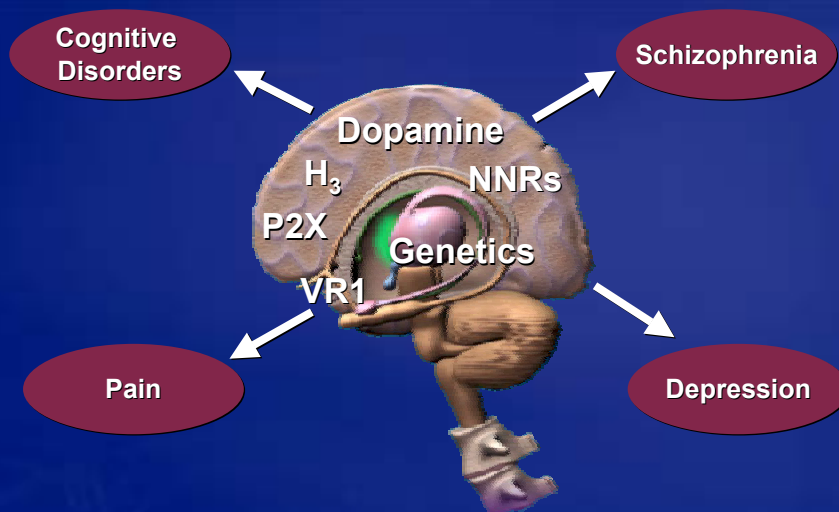 Cognitive
Disorders
Schizophrenia
Dopamine
H₃
NNRs
P2X
Genetics
VR1
Pain
Depression